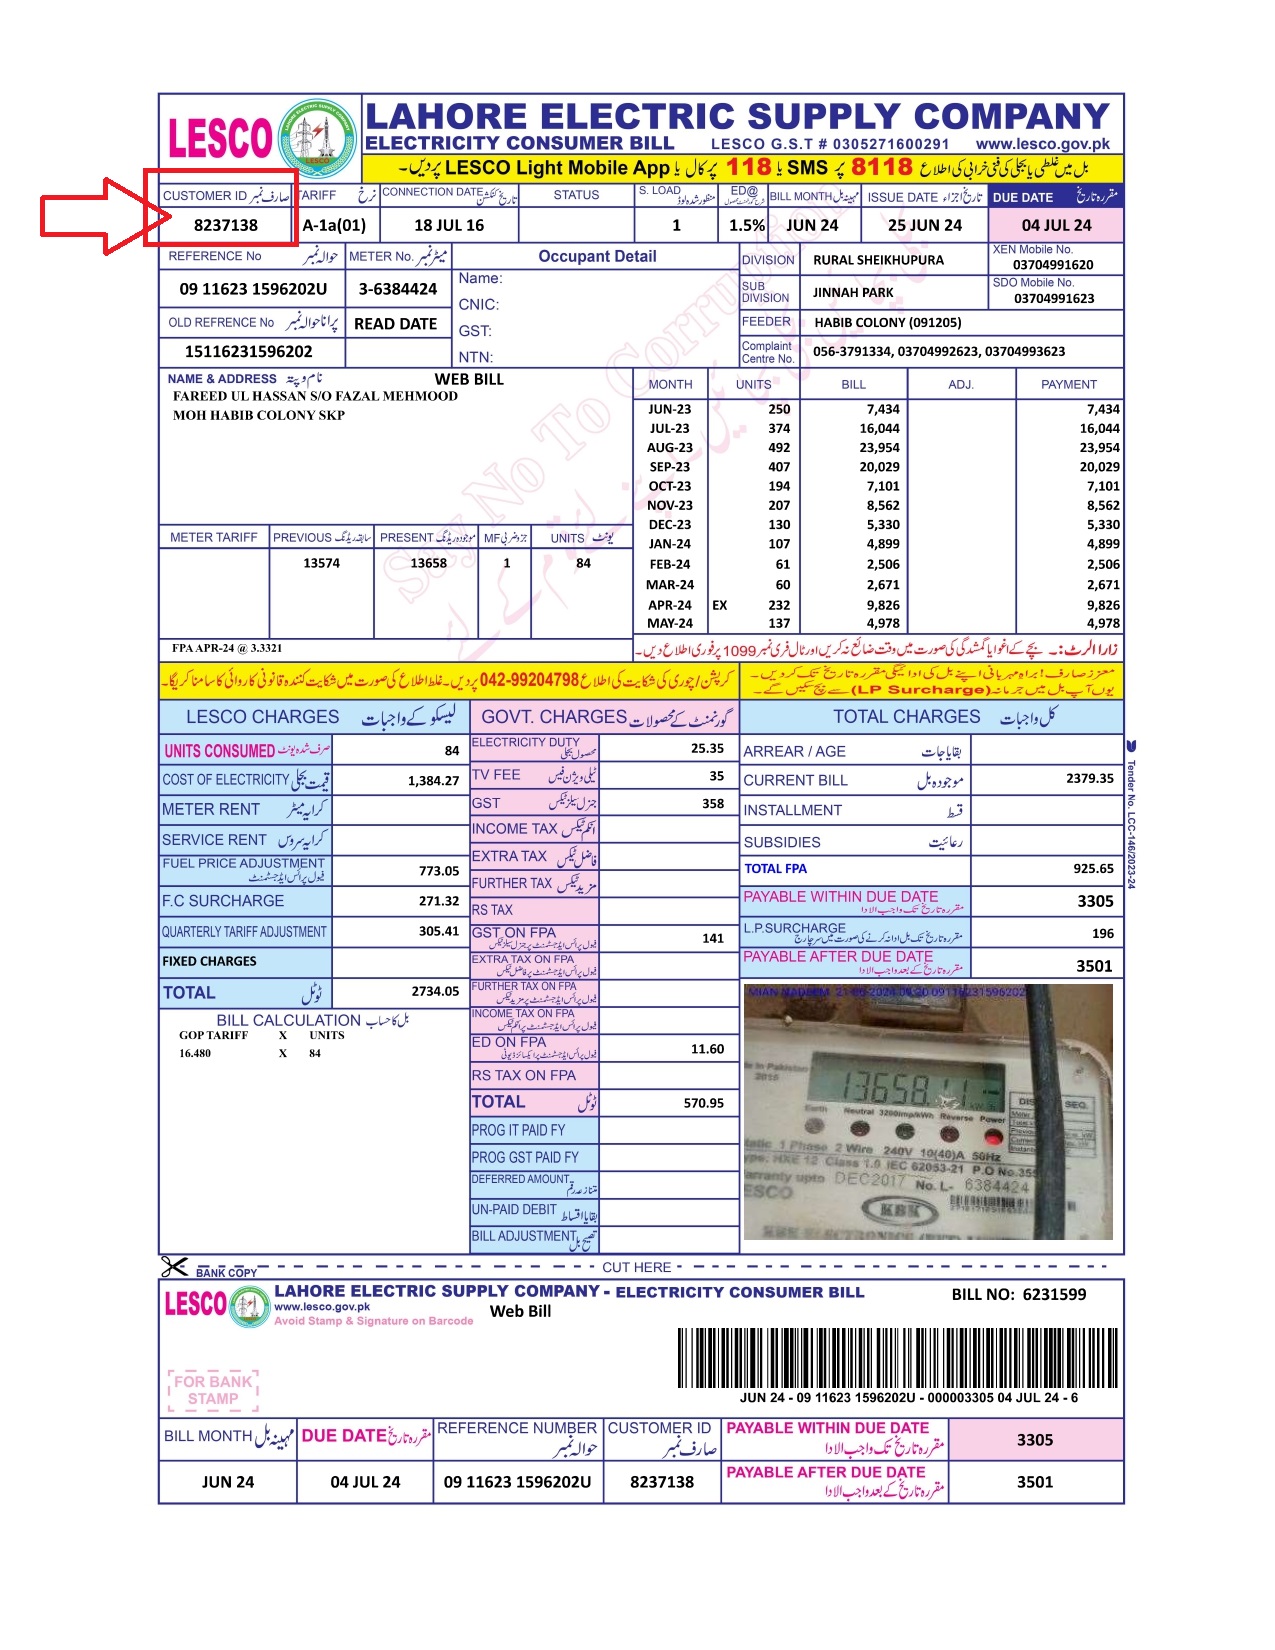 LESCO
LAHORE ELECTRIC SUPPLY COMPANY
ELECTRICITY CONSUMER BILL LESCO G.S.T # 0305271600291 www.lesco.gov.pk
بل میں غلطی یا بجلی کی فنی خرابی کی اطلاع 8118 پر SMS یا 118 پر کال یا LESCO Light Mobile App پر دیں۔
CUSTOMER ID صارف نمبر TARIFF نرخ CONNECTION DATE تاریخ کنکشن STATUS S. LOAD منظور شدہ لوڈ ED@ BILL MONTH مہینہ بل ISSUE DATE تاریخ اجراء DUE DATE مقررہ تاریخ
8237138 A-1a(01) 18 JUL 16 1 1.5% JUN 24 25 JUN 24 04 JUL 24
REFERENCE No حوالہ نمبر METER No. میٹر نمبر Occupant Detail
09 11623 1596202U 3-6384424
OLD REFRENCE No پرانا حوالہ نمبر READ DATE
15116231596202
Name:
CNIC:
GST:
NTN:
DIVISION RURAL SHEIKHUPURA XEN Mobile No. 03704991620
SUB DIVISION JINNAH PARK SDO Mobile No. 03704991623
FEEDER HABIB COLONY (091205)
Complaint Centre No. 056-3791334, 03704992623, 03704993623
NAME & ADDRESS نام و پتہ WEB BILL
FAREED UL HASSAN S/O FAZAL MEHMOOD
MOH HABIB COLONY SKP
Say No To Corruption
MONTH UNITS BILL ADJ. PAYMENT
JUN-23 250 7,434 7,434
JUL-23 374 16,044 16,044
AUG-23 492 23,954 23,954
SEP-23 407 20,029 20,029
OCT-23 194 7,101 7,101
NOV-23 207 8,562 8,562
DEC-23 130 5,330 5,330
JAN-24 107 4,899 4,899
FEB-24 61 2,506 2,506
MAR-24 60 2,671 2,671
APR-24 EX 232 9,826 9,826
MAY-24 137 4,978 4,978
METER TARIFF PREVIOUS سابقہ ریڈنگ PRESENT موجودہ ریڈنگ MF جزو ضربی UNITS یونٹ
13574 13658 1 84
FPA APR-24 @ 3.3321
ذارا الرٹ:۔ بچے کے اغوا یا گمشدگی کی صورت میں وقت ضائع نہ کریں اور ٹال فری نمبر 1099 پر فوری اطلاع دیں۔
کرپشن / چوری کی شکایت کی اطلاع 042-99204798 پر دیں۔ غلط اطلاع کی صورت میں شکایت کنندہ قانونی کاروائی کا سامنا کریگا۔
معزز صارف! براہ مہربانی اپنے بل کی ادائیگی مقررہ تاریخ تک کر دیں۔
یوں آپ بل میں جرمانہ (LP Surcharge) سے بچ سکیں گے۔
LESCO CHARGES لیسکو کے واجبات
UNITS CONSUMED صرف شدہ یونٹ 84
COST OF ELECTRICITY قیمت بجلی 1,384.27
METER RENT کرایہ میٹر
SERVICE RENT کرایہ سروس
FUEL PRICE ADJUSTMENT فیول پرائس ایڈجسٹمنٹ 773.05
F.C SURCHARGE 271.32
QUARTERLY TARIFF ADJUSTMENT 305.41
FIXED CHARGES
TOTAL ٹوٹل 2734.05
BILL CALCULATION بل کا حساب
GOP TARIFF X UNITS
16.480 X 84
GOVT. CHARGES گورنمنٹ کے محصولات
ELECTRICITY DUTY محصول بجلی 25.35
TV FEE ٹیلی ویژن فیس 35
GST جنرل سیلز ٹیکس 358
INCOME TAX انکم ٹیکس
EXTRA TAX فاضل ٹیکس
FURTHER TAX مزید ٹیکس
RS TAX
GST ON FPA فیول پرائس ایڈجسٹمنٹ پر جنرل سیلز ٹیکس 141
EXTRA TAX ON FPA فیول پرائس ایڈجسٹمنٹ پر فاضل ٹیکس
FURTHER TAX ON FPA فیول پرائس ایڈجسٹمنٹ پر مزید ٹیکس
INCOME TAX ON FPA فیول پرائس ایڈجسٹمنٹ پر انکم ٹیکس
ED ON FPA فیول پرائس ایڈجسٹمنٹ پر ایکسائز ڈیوٹی 11.60
RS TAX ON FPA
TOTAL ٹوٹل 570.95
PROG IT PAID FY
PROG GST PAID FY
DEFERRED AMOUNT متنازعہ رقم
UN-PAID DEBIT بقایا اقساط
BILL ADJUSTMENT تصحیح بل
TOTAL CHARGES کل واجبات
ARREAR / AGE بقایا جات
CURRENT BILL موجودہ بل 2379.35
INSTALLMENT قسط
SUBSIDIES رعائیت
TOTAL FPA 925.65
PAYABLE WITHIN DUE DATE مقررہ تاریخ تک واجب الادا 3305
L.P.SURCHARGE مقررہ تاریخ تک بل ادا نہ کرنے کی صورت میں سرچارج 196
PAYABLE AFTER DUE DATE مقررہ تاریخ کے بعد واجب الادا 3501
MIAN NADEEM 21-06-2024 09:20 09116231596202
13658
Earth Neutral 3200imp/kWh Reverse Power
1 Phase 2 Wire 240V 10(40)A 50Hz
HXE 12 Class 1.0 IEC 62053-21 P.O No.
DEC2017 No. L- 6384424
KBK
Tender No. LCC-146/2023-24
CUT HERE
BANK COPY
LESCO
LAHORE ELECTRIC SUPPLY COMPANY - ELECTRICITY CONSUMER BILL
www.lesco.gov.pk
Web Bill
Avoid Stamp & Signature on Barcode
BILL NO: 6231599
JUN 24 - 09 11623 1596202U - 000003305 04 JUL 24 - 6
FOR BANK
STAMP
BILL MONTH مہینہ بل DUE DATE مقررہ تاریخ REFERENCE NUMBER حوالہ نمبر CUSTOMER ID صارف نمبر PAYABLE WITHIN DUE DATE مقررہ تاریخ تک واجب الادا 3305
JUN 24 04 JUL 24 09 11623 1596202U 8237138 PAYABLE AFTER DUE DATE مقررہ تاریخ کے بعد واجب الادا 3501